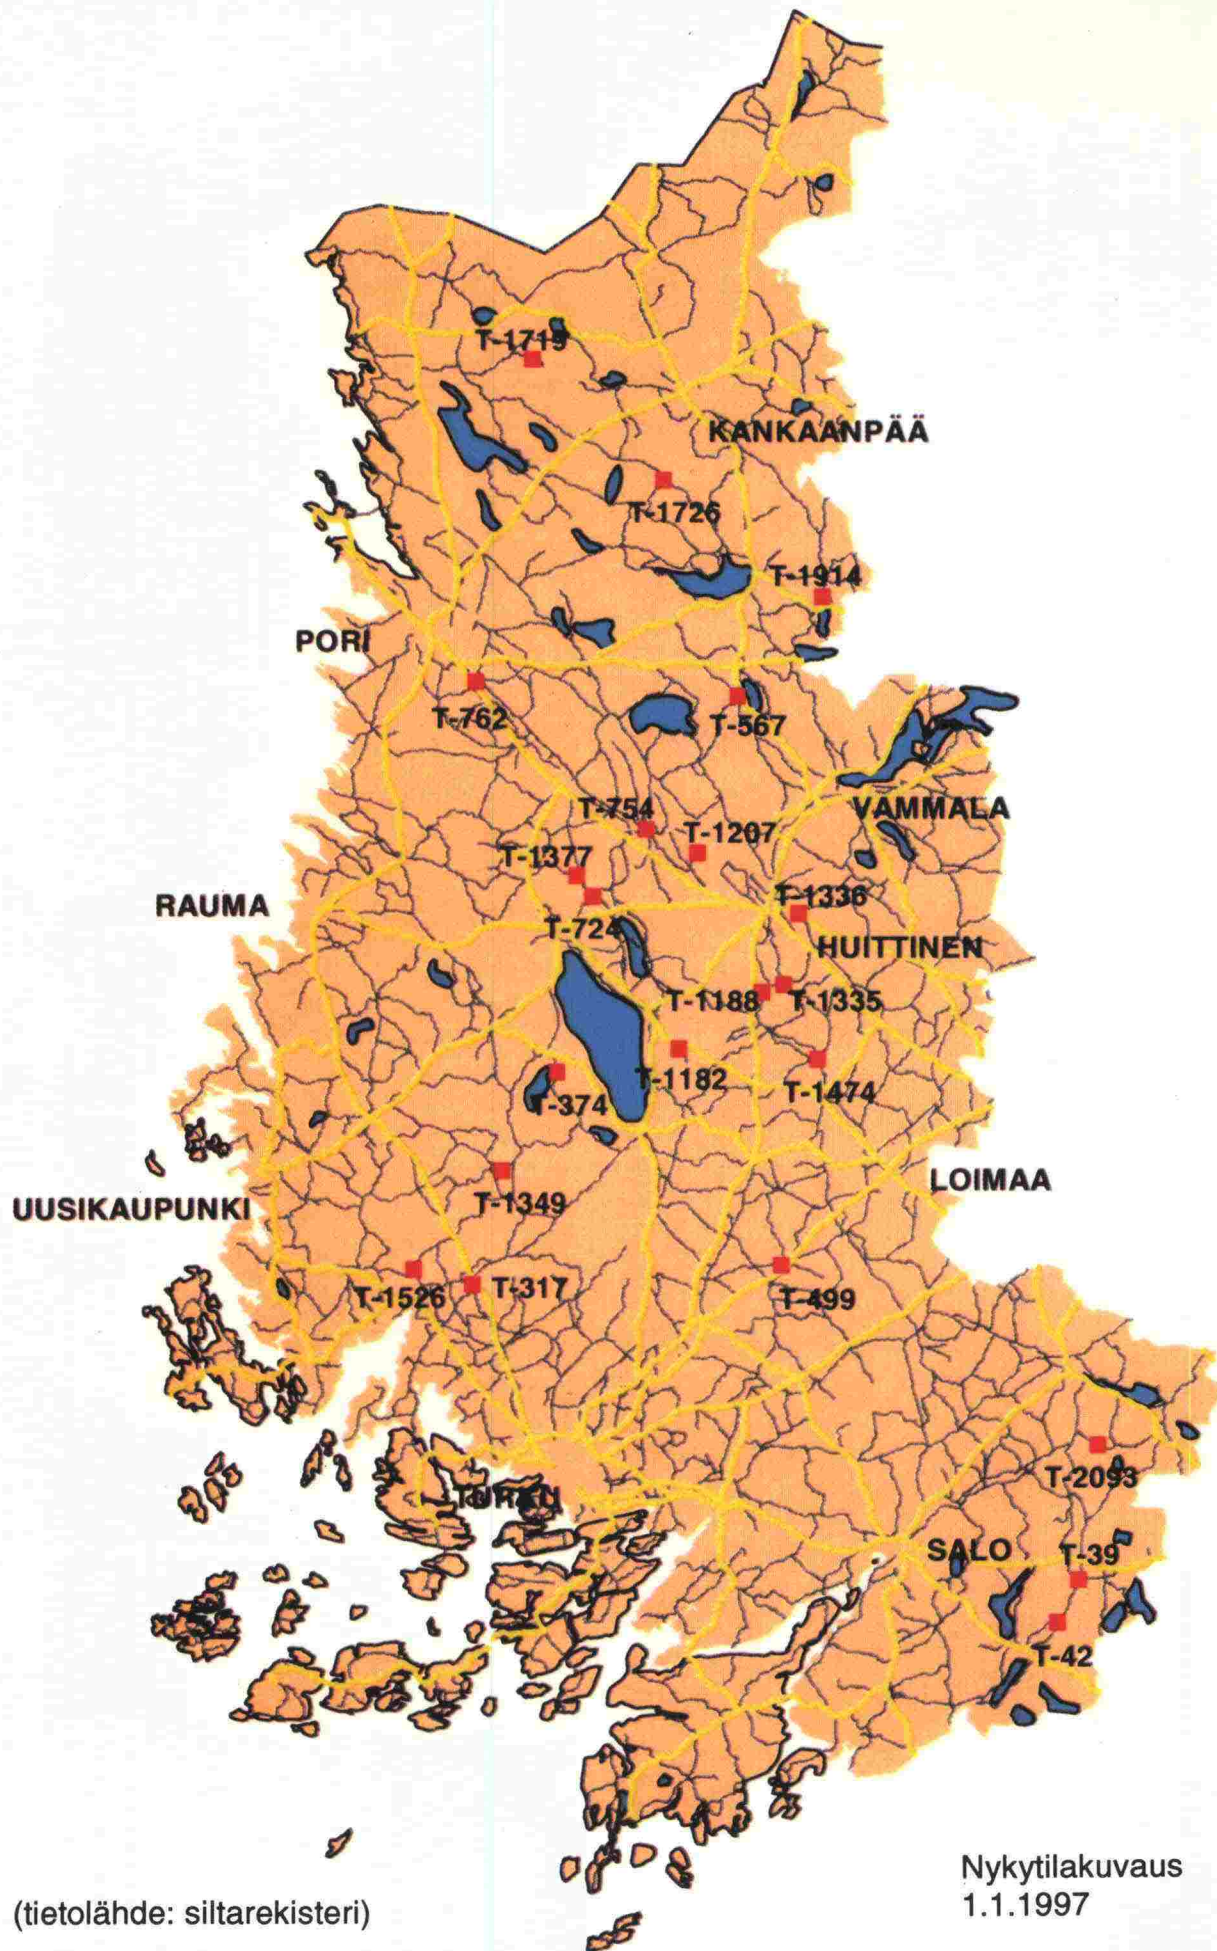 T-1719
KANKAANPÄÄ
T-1726
T-1914
PORI
T-762
T-567
T-754
VAMMALA
T-1207
T-1377
T-1336
RAUMA
T-724
HUITTINEN
T-1188
T-1335
T-1182
T-374
T-1474
T-1349
LOIMAA
UUSIKAUPUNKI
T-1526
T-317
T-499
T-2093
TURKU
SALO
T-39
T-42
Nykytilakuvaus
1.1.1997
(tietolähde: siltarekisteri)